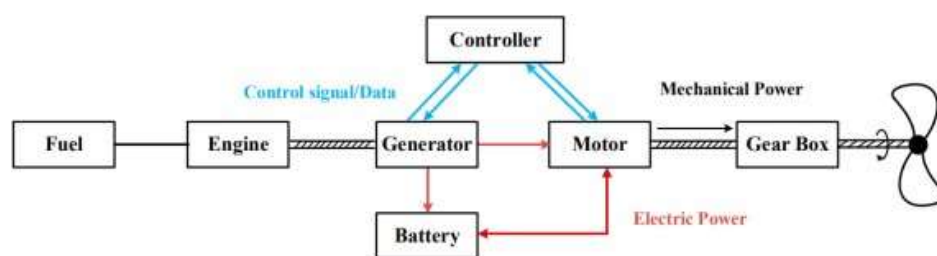 Controller
Control signal/Data
Mechanical Power
Fuel
Engine
Generator
Motor
Gear Box
Battery
Electric Power